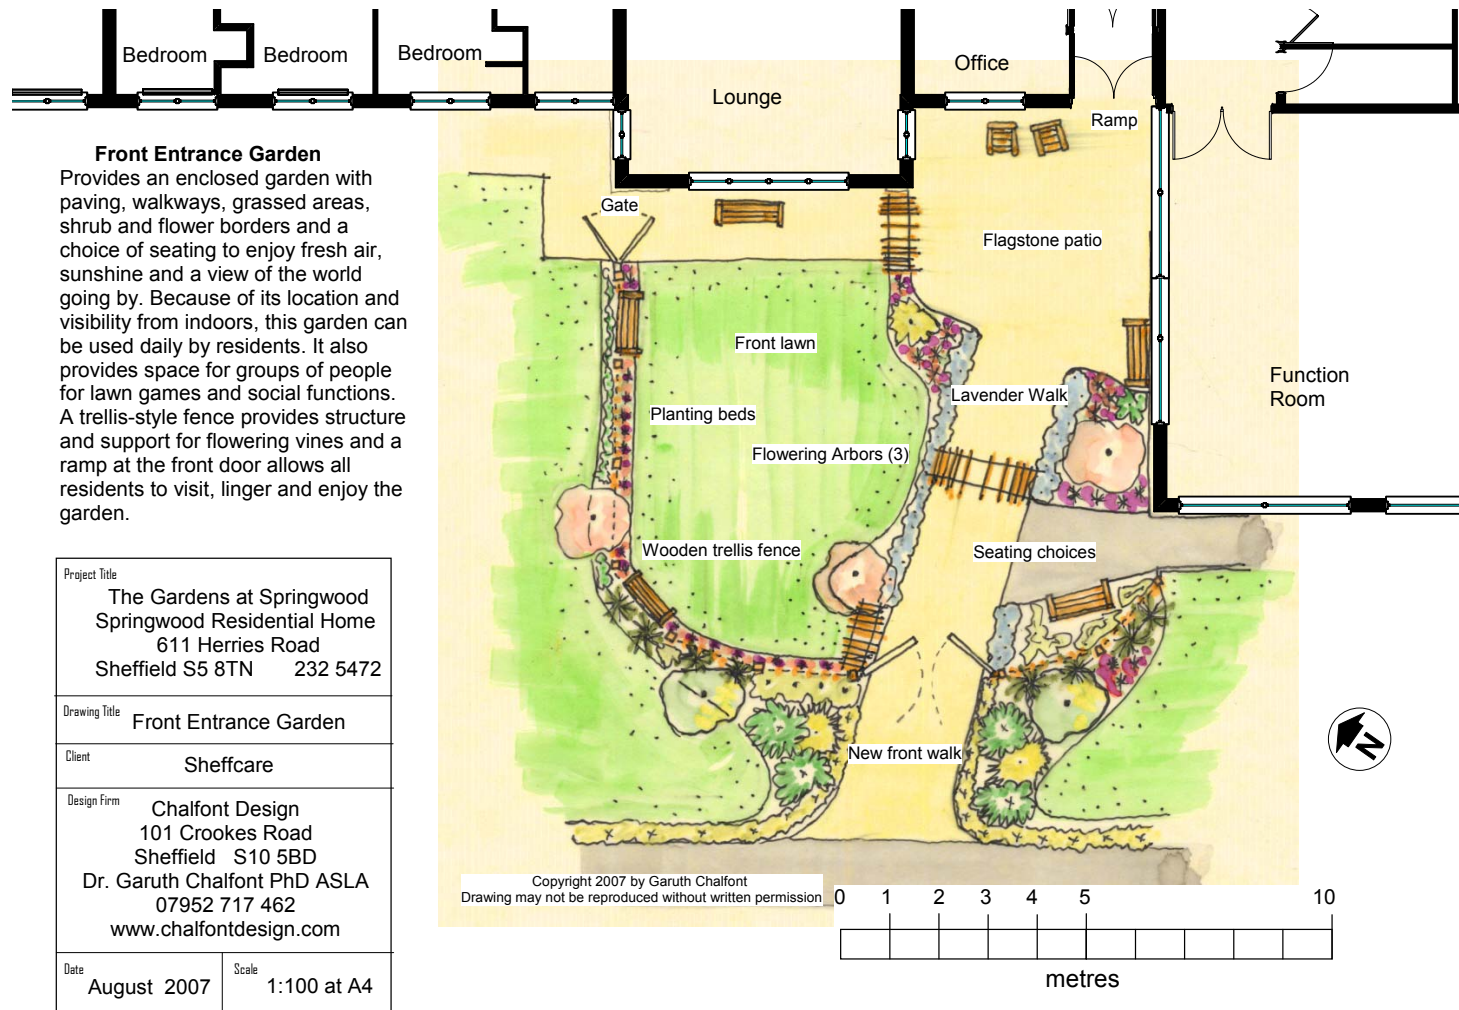 Bedroom
Bedroom
Bedroom
Lounge
Office
Ramp
Front Entrance Garden
Provides an enclosed garden with
paving, walkways, grassed areas,
shrub and flower borders and a
choice of seating to enjoy fresh air,
sunshine and a view of the world
going by. Because of its location and
visibility from indoors, this garden can
be used daily by residents. It also
provides space for groups of people
for lawn games and social functions.
A trellis-style fence provides structure
and support for flowering vines and a
ramp at the front door allows all
residents to visit, linger and enjoy the
garden.
Gate
Flagstone patio
Front lawn
Lavender Walk
Function
Room
Planting beds
Flowering Arbors (3)
Wooden trellis fence
Seating choices
New front walk
N
Project Title
The Gardens at Springwood
Springwood Residential Home
611 Herries Road
Sheffield S5 8TN 232 5472
Drawing Title
Front Entrance Garden
Client
Sheffcare
Design Firm
Chalfont Design
101 Crookes Road
Sheffield S10 5BD
Dr. Garuth Chalfont PhD ASLA
07952 717 462
www.chalfontdesign.com
Date
August 2007
Scale
1:100 at A4
Copyright 2007 by Garuth Chalfont
Drawing may not be reproduced without written permission
0 1 2 3 4 5 10
metres